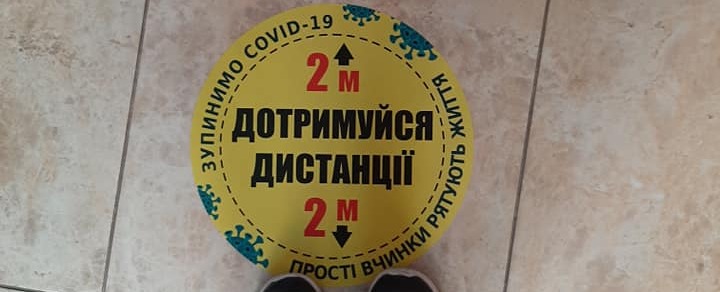 ЗУПИНИМО COVID-19
2 м
ДОТРИМУЙСЯ
ДИСТАНЦІЇ
2 м
ПРОСТІ ВЧИНКИ РЯТУЮТЬ ЖИТТЯ